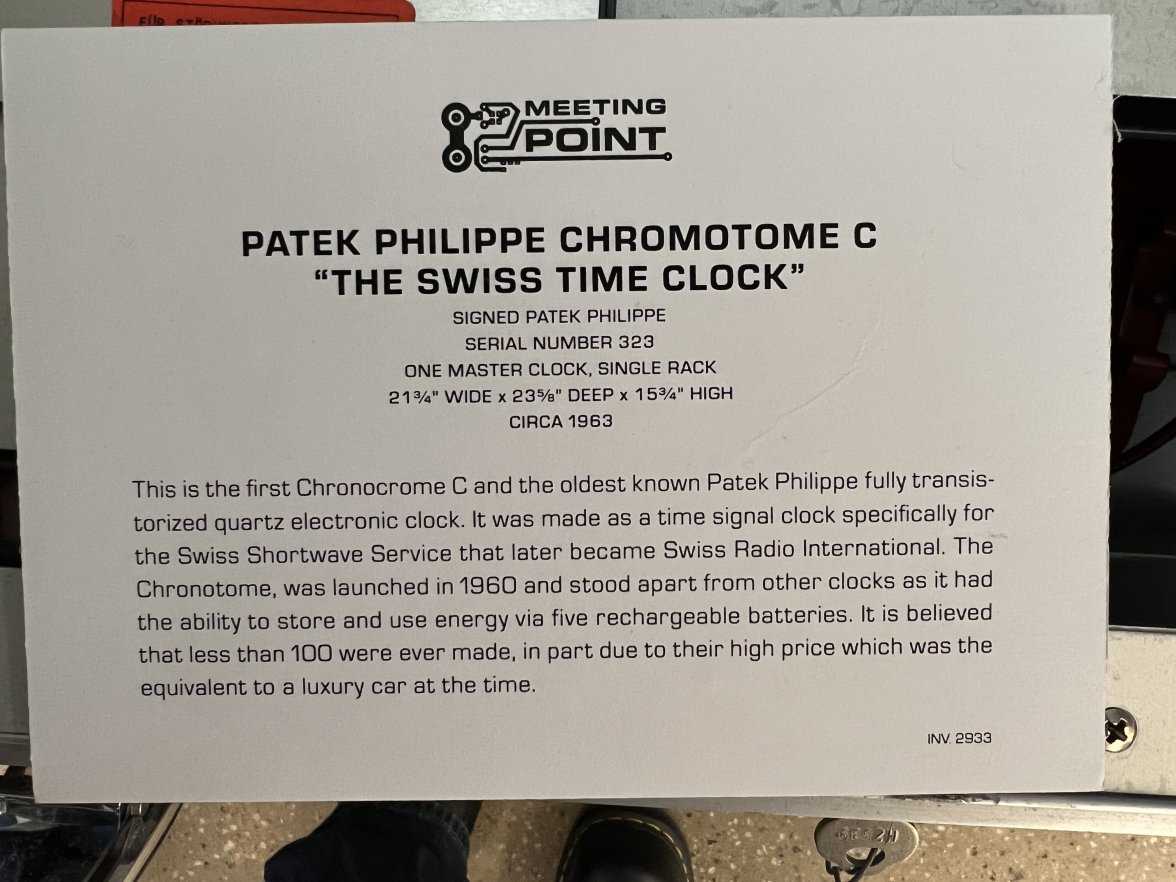 FÜR
MEETING
POINT
PATEK PHILIPPE CHROMOTOME C
“THE SWISS TIME CLOCK”
SIGNED PATEK PHILIPPE
SERIAL NUMBER 323
ONE MASTER CLOCK, SINGLE RACK
21¾" WIDE x 23⅝" DEEP x 15¾" HIGH
CIRCA 1963
This is the first Chronocrome C and the oldest known Patek Philippe fully transis-
torized quartz electronic clock. It was made as a time signal clock specifically for
the Swiss Shortwave Service that later became Swiss Radio International. The
Chronotome, was launched in 1960 and stood apart from other clocks as it had
the ability to store and use energy via five rechargeable batteries. It is believed
that less than 100 were ever made, in part due to their high price which was the
equivalent to a luxury car at the time.
INV. 2933